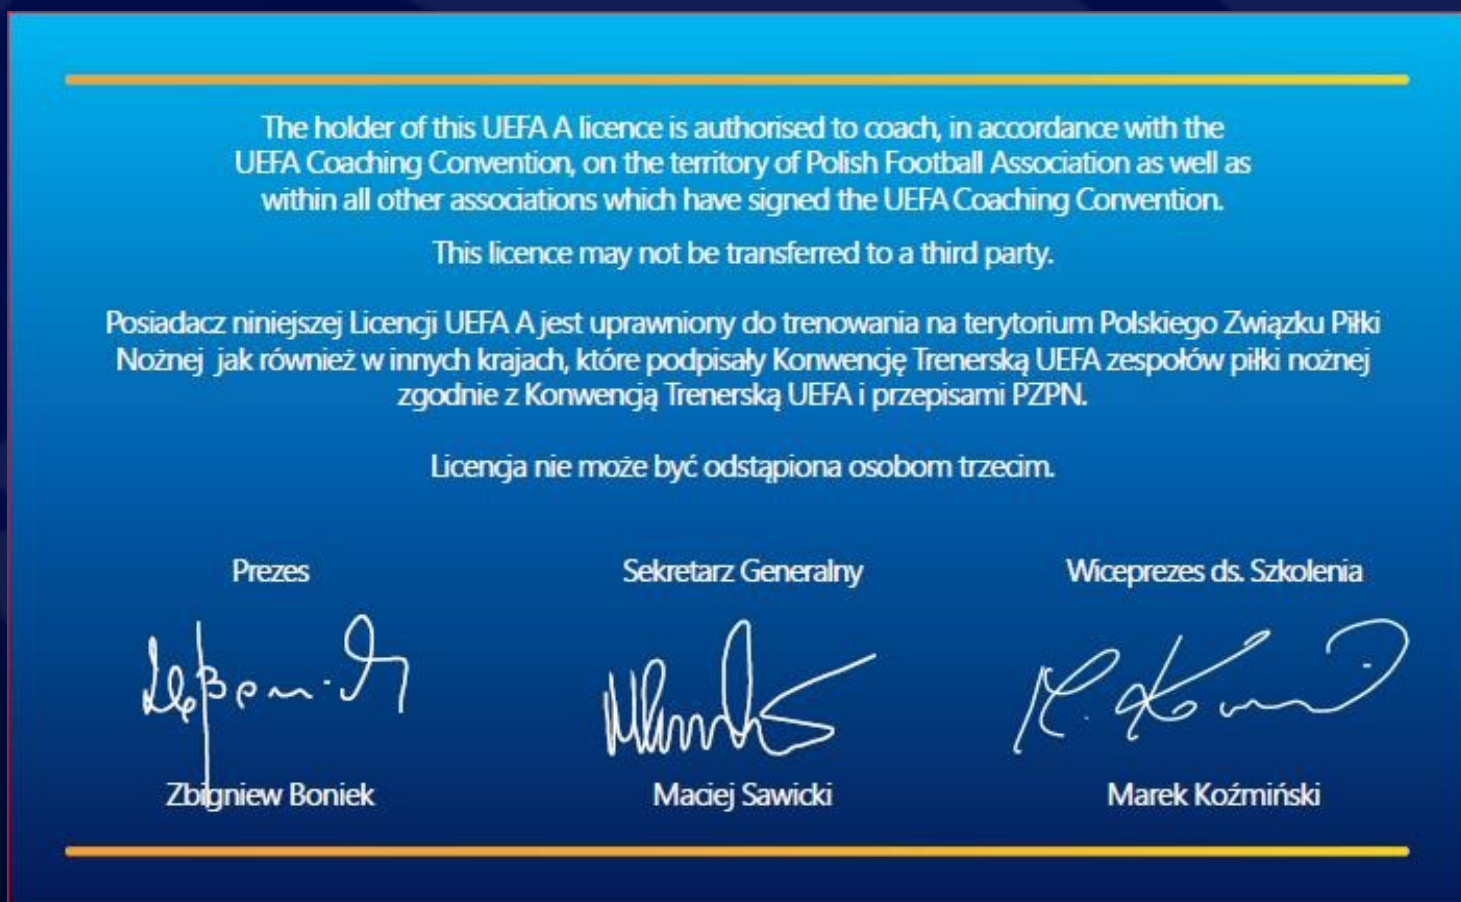 The holder of this UEFA A licence is authorised to coach, in accordance with the
UEFA Coaching Convention, on the territory of Polish Football Association as well as
within all other associations which have signed the UEFA Coaching Convention.
This licence may not be transferred to a third party.
Posiadacz niniejszej Licencji UEFA A jest uprawniony do trenowania na terytorium Polskiego Związku Piłki
Nożnej jak również w innych krajach, które podpisały Konwencję Trenerską UEFA zespołów piłki nożnej
zgodnie z Konwencją Trenerską UEFA i przepisami PZPN.
Licencja nie może być odstąpiona osobom trzecim.
Prezes Sekretarz Generalny Wiceprezes ds. Szkolenia
Zbigniew Boniek Maciej Sawicki Marek Koźmiński